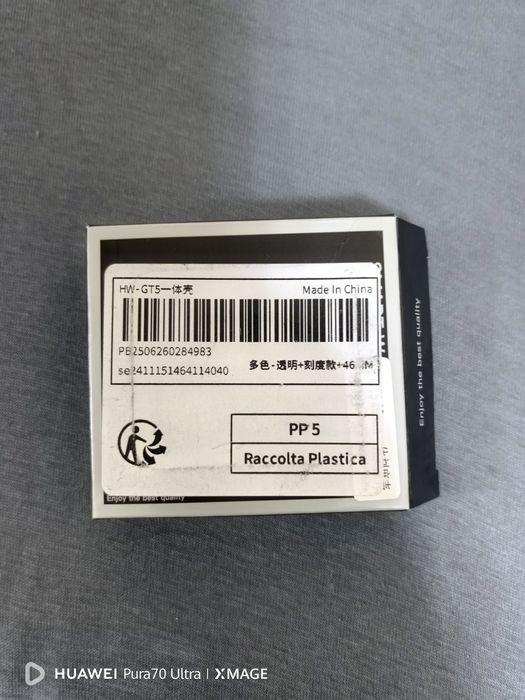 HW-GT5一体壳
Made In China
PB2506260284983
se2411151464114040
多色-透明+刻度款+46MM
PP 5
Raccolta Plastica
Enjoy the best quality
Enjoy the best quality
HUAWEI Pura70 Ultra | XMAGE